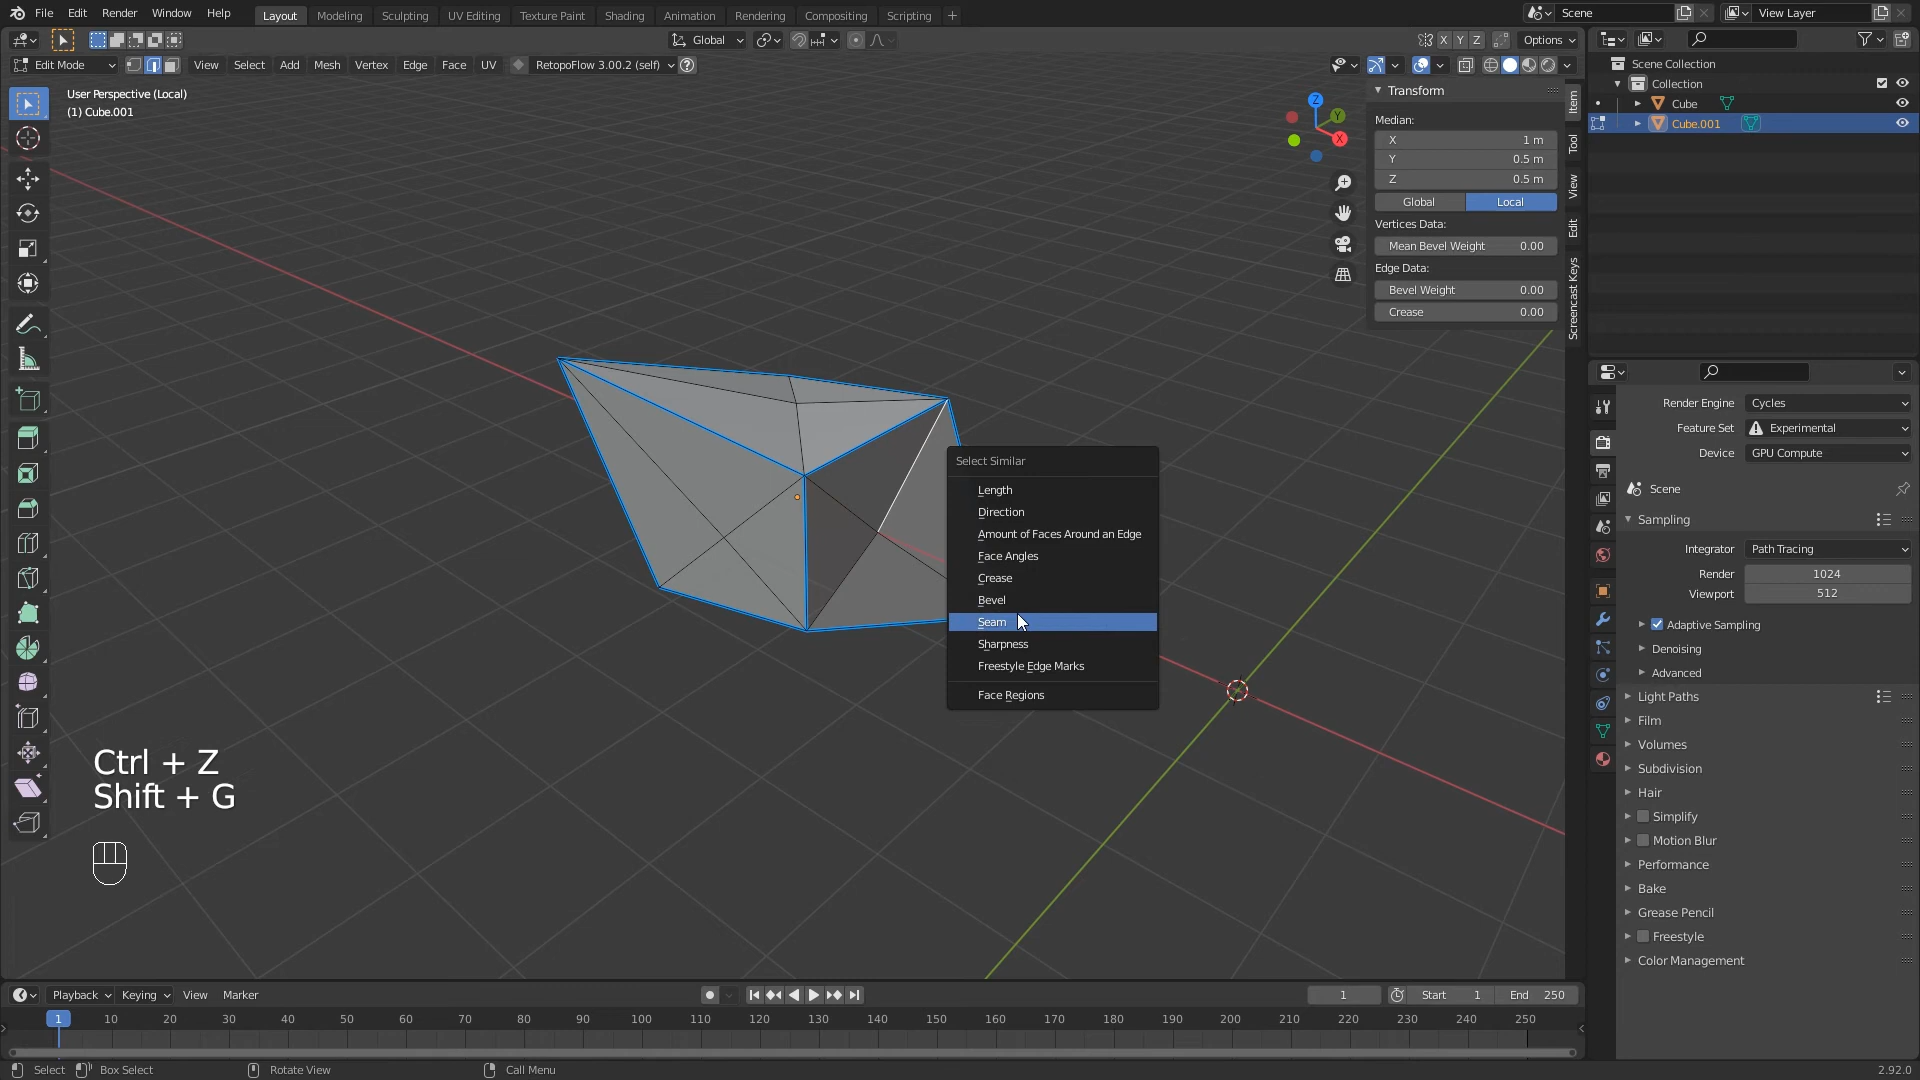 File Edit Render Window Help
Layout Modeling Sculpting UV Editing Texture Paint Shading Animation Rendering Compositing Scripting +
Scene View Layer
Global X Y Z Options
Edit Mode View Select Add Mesh Vertex Edge Face UV RetopoFlow 3.00.2 (self)
User Perspective (Local)
(1) Cube.001
Z
Y
X
Transform
Median:
X 1 m
Y 0.5 m
Z 0.5 m
Global Local
Vertices Data:
Mean Bevel Weight 0.00
Edge Data:
Bevel Weight 0.00
Crease 0.00
Item
Tool
View
Edit
Screencast Keys
Scene Collection
Collection
Cube
Cube.001
Select Similar
Length
Direction
Amount of Faces Around an Edge
Face Angles
Crease
Bevel
Seam
Sharpness
Freestyle Edge Marks
Face Regions
Ctrl + Z
Shift + G
Render Engine Cycles
Feature Set Experimental
Device GPU Compute
Scene
Sampling
Integrator Path Tracing
Render 1024
Viewport 512
Adaptive Sampling
Denoising
Advanced
Light Paths
Film
Volumes
Subdivision
Hair
Simplify
Motion Blur
Performance
Bake
Grease Pencil
Freestyle
Color Management
Playback Keying View Marker 1 Start 1 End 250
1 10 20 30 40 50 60 70 80 90 100 110 120 130 140 150 160 170 180 190 200 210 220 230 240 250
Select Box Select Rotate View Call Menu 2.92.0